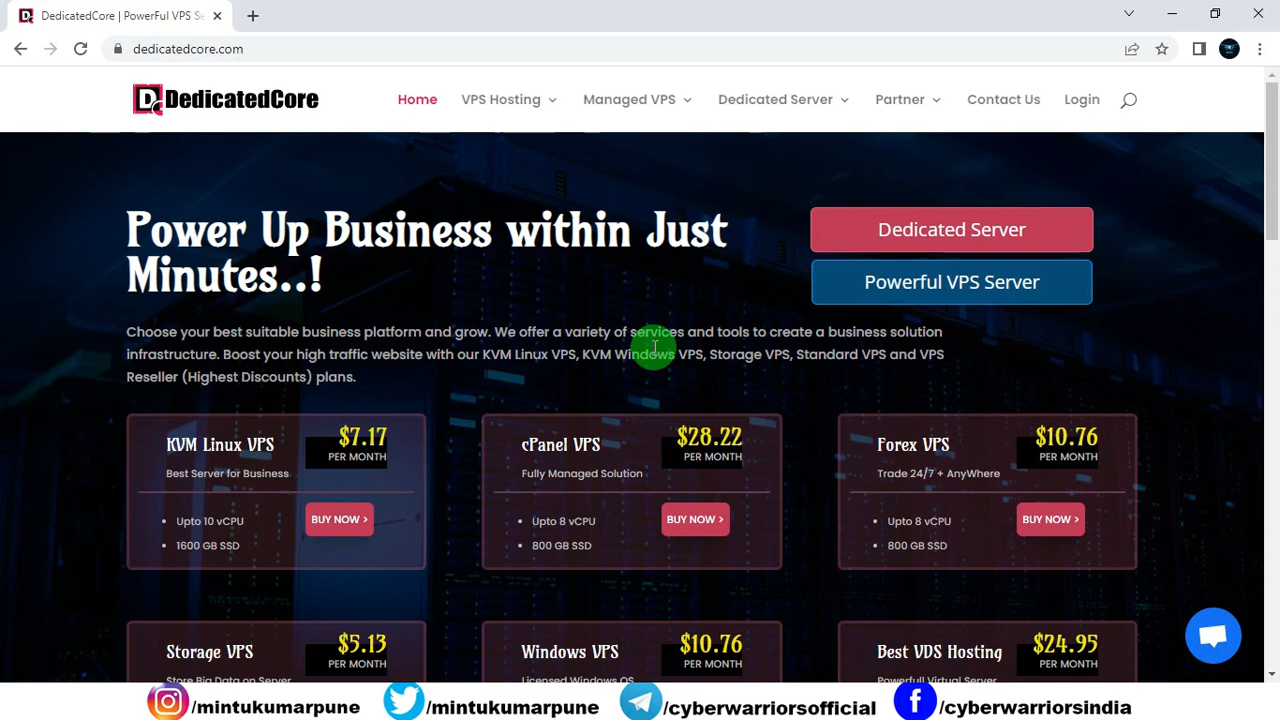 DedicatedCore | PowerFul VPS Se
dedicatedcore.com
DedicatedCore
Home
VPS Hosting
Managed VPS
Dedicated Server
Partner
Contact Us
Login
Power Up Business within Just
Minutes..!
Dedicated Server
Powerful VPS Server
Choose your best suitable business platform and grow. We offer a variety of services and tools to create a business solution
infrastructure. Boost your high traffic website with our KVM Linux VPS, KVM Windows VPS, Storage VPS, Standard VPS and VPS
Reseller (Highest Discounts) plans.
KVM Linux VPS
$7.17
PER MONTH
Best Server for Business
Upto 10 vCPU
1600 GB SSD
BUY NOW >
cPanel VPS
$28.22
PER MONTH
Fully Managed Solution
Upto 8 vCPU
800 GB SSD
BUY NOW >
Forex VPS
$10.76
PER MONTH
Trade 24/7 + AnyWhere
Upto 8 vCPU
800 GB SSD
BUY NOW >
Storage VPS
$5.13
PER MONTH
Store Big Data on Server
Windows VPS
$10.76
PER MONTH
Licensed Windows OS
Best VDS Hosting
$24.95
PER MONTH
Powerfull Virtual Server
/mintukumarpune
/mintukumarpune
/cyberwarriorsofficial
/cyberwarriorsindia